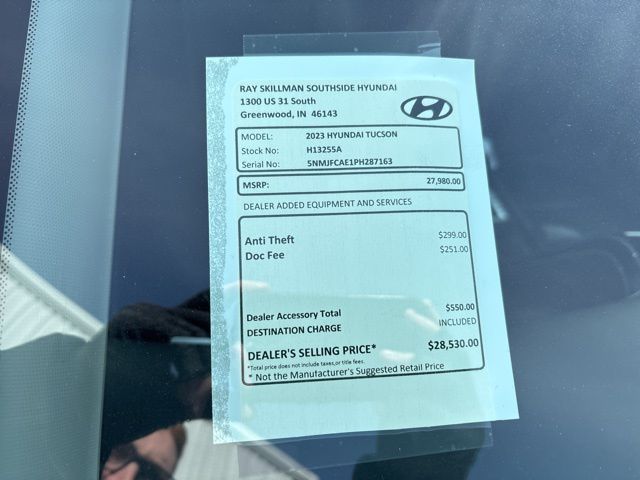 RAY SKILLMAN SOUTHSIDE HYUNDAI
1300 US 31 South
Greenwood, IN 46143
MODEL: 2023 HYUNDAI TUCSON
Stock No: H13255A
Serial No: 5NMJFCAE1PH287163
MSRP: 27,980.00
DEALER ADDED EQUIPMENT AND SERVICES
Anti Theft $299.00
Doc Fee $251.00
Dealer Accessory Total $550.00
DESTINATION CHARGE INCLUDED
DEALER'S SELLING PRICE* $28,530.00
*Total price does not include taxes,or title fees.
* Not the Manufacturer's Suggested Retail Price